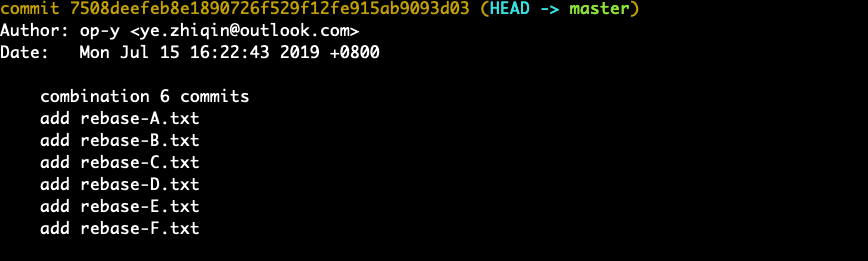 commit 7508deefeb8e1890726f529f12fe915ab9093d03 (HEAD -> master)
Author: op-y <ye.zhiqin@outlook.com>
Date:   Mon Jul 15 16:22:43 2019 +0800
combination 6 commits
add rebase-A.txt
add rebase-B.txt
add rebase-C.txt
add rebase-D.txt
add rebase-E.txt
add rebase-F.txt